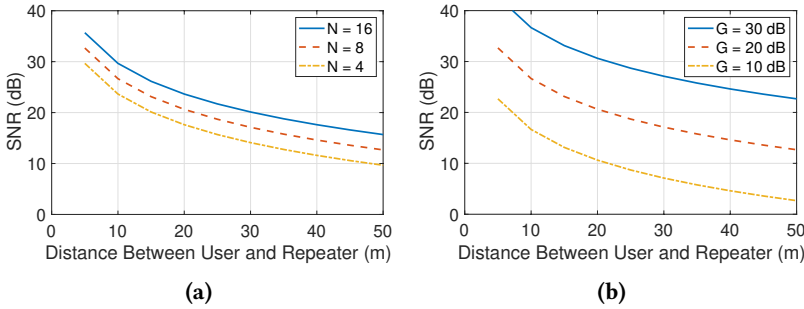 40
30
20
10
0
SNR (dB)
N = 16
N = 8
N = 4
0 10 20 30 40 50
Distance Between User and Repeater (m)
(a)
40
30
20
10
0
SNR (dB)
G = 30 dB
G = 20 dB
G = 10 dB
0 10 20 30 40 50
Distance Between User and Repeater (m)
(b)